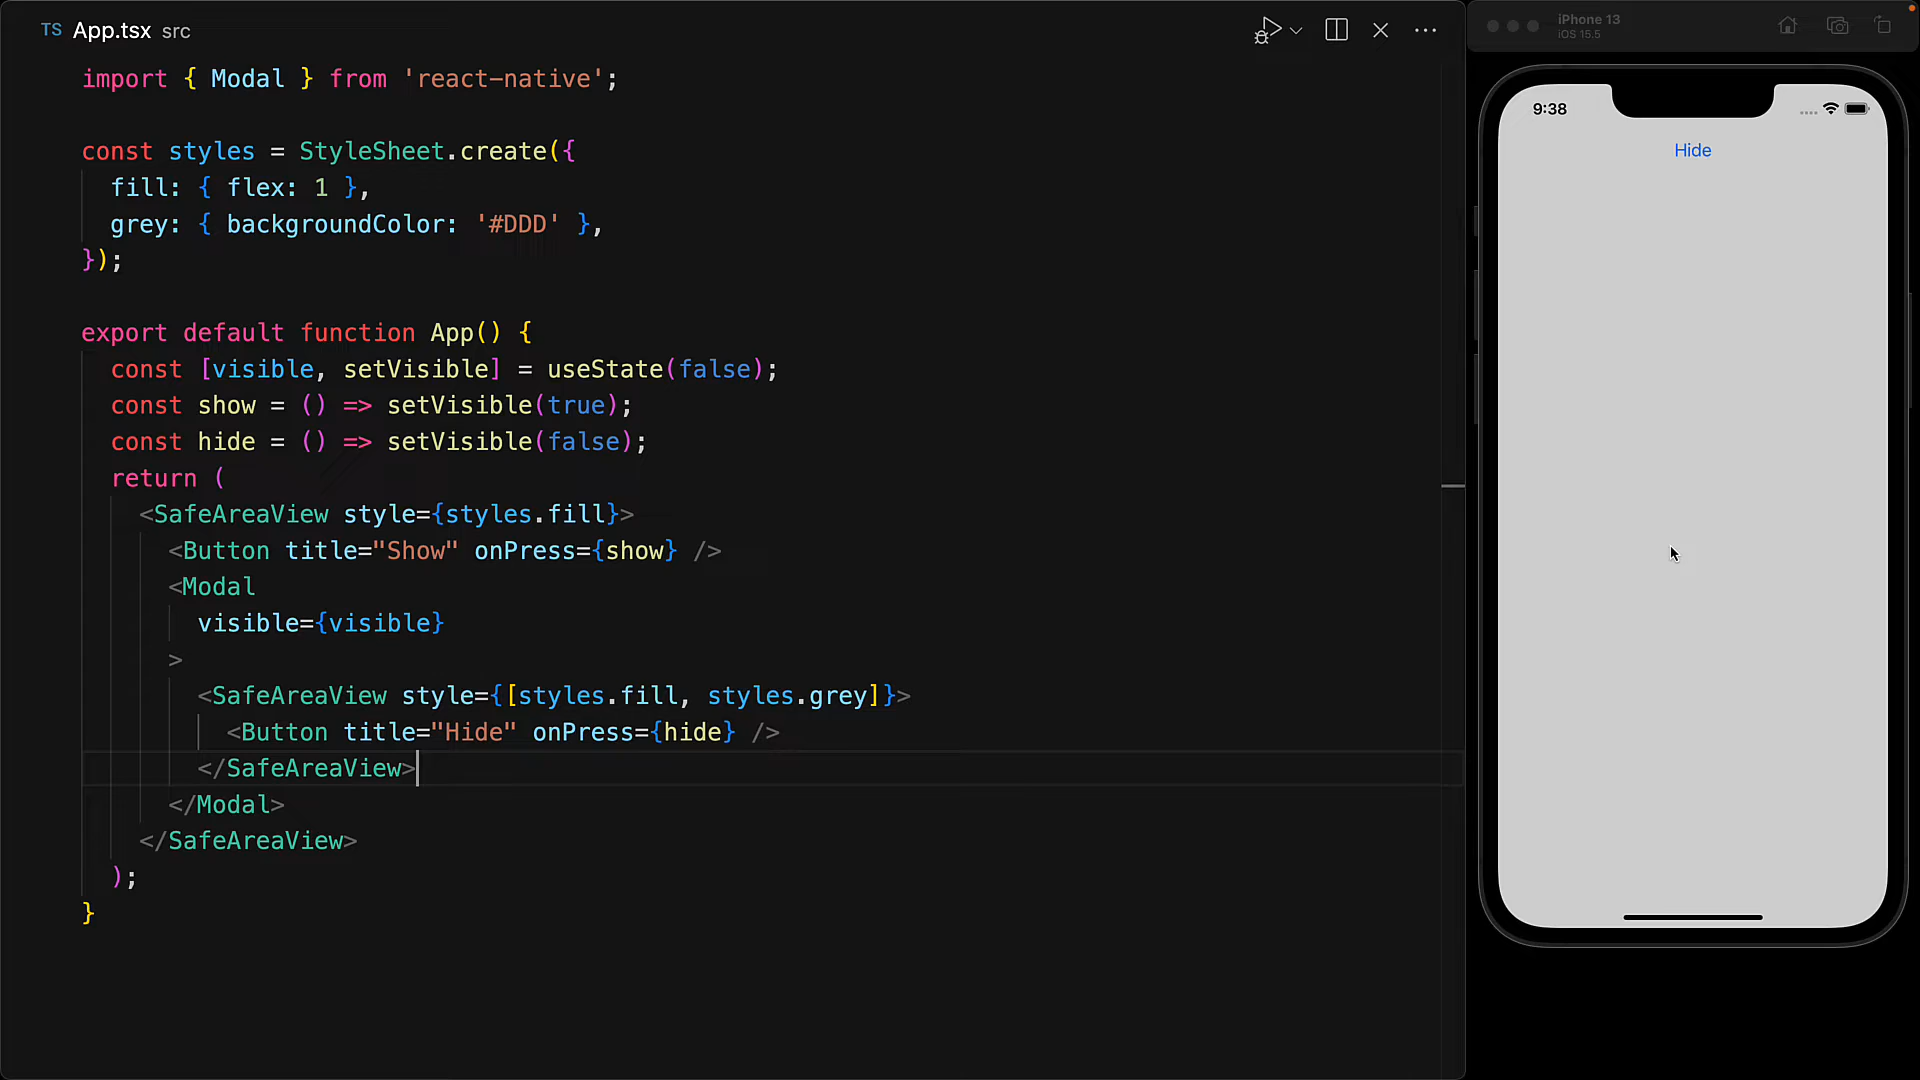 TS App.tsx src
import { Modal } from 'react-native';
const styles = StyleSheet.create({
  fill: { flex: 1 },
  grey: { backgroundColor: '#DDD' },
});
export default function App() {
  const [visible, setVisible] = useState(false);
  const show = () => setVisible(true);
  const hide = () => setVisible(false);
  return (
    <SafeAreaView style={styles.fill}>
      <Button title="Show" onPress={show} />
      <Modal
        visible={visible}
      >
        <SafeAreaView style={[styles.fill, styles.grey]}>
          <Button title="Hide" onPress={hide} />
        </SafeAreaView>
      </Modal>
    </SafeAreaView>
  );
}
iPhone 13
iOS 15.5
9:38
Hide